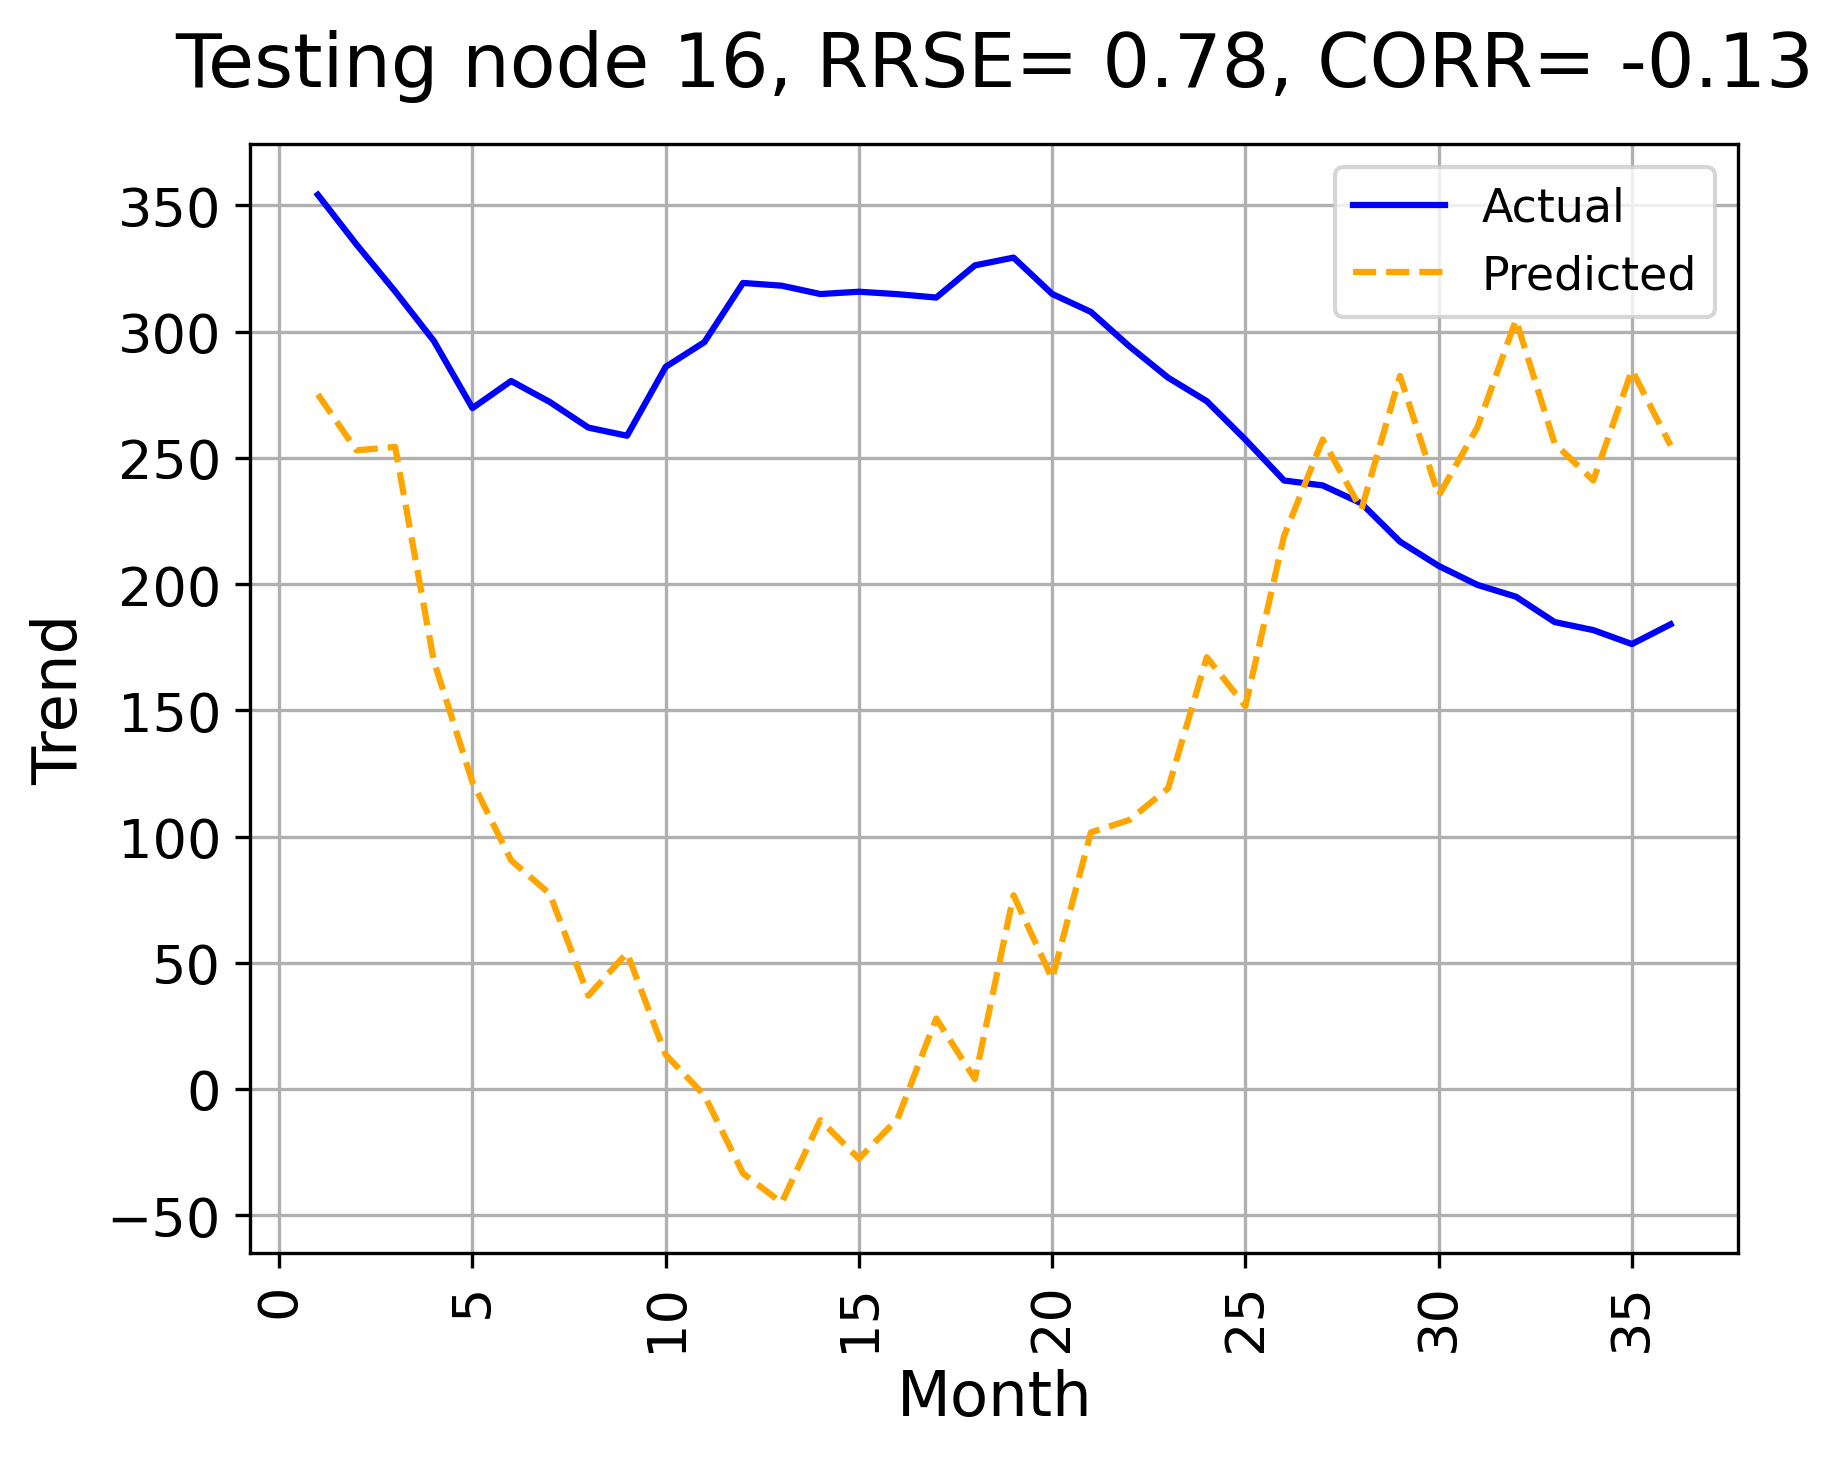 Testing node 16, RRSE= 0.78, CORR= -0.13
350
300
250
200
150
100
50
0
−50
Trend
Actual
Predicted
0 5 10 15 20 25 30 35
Month